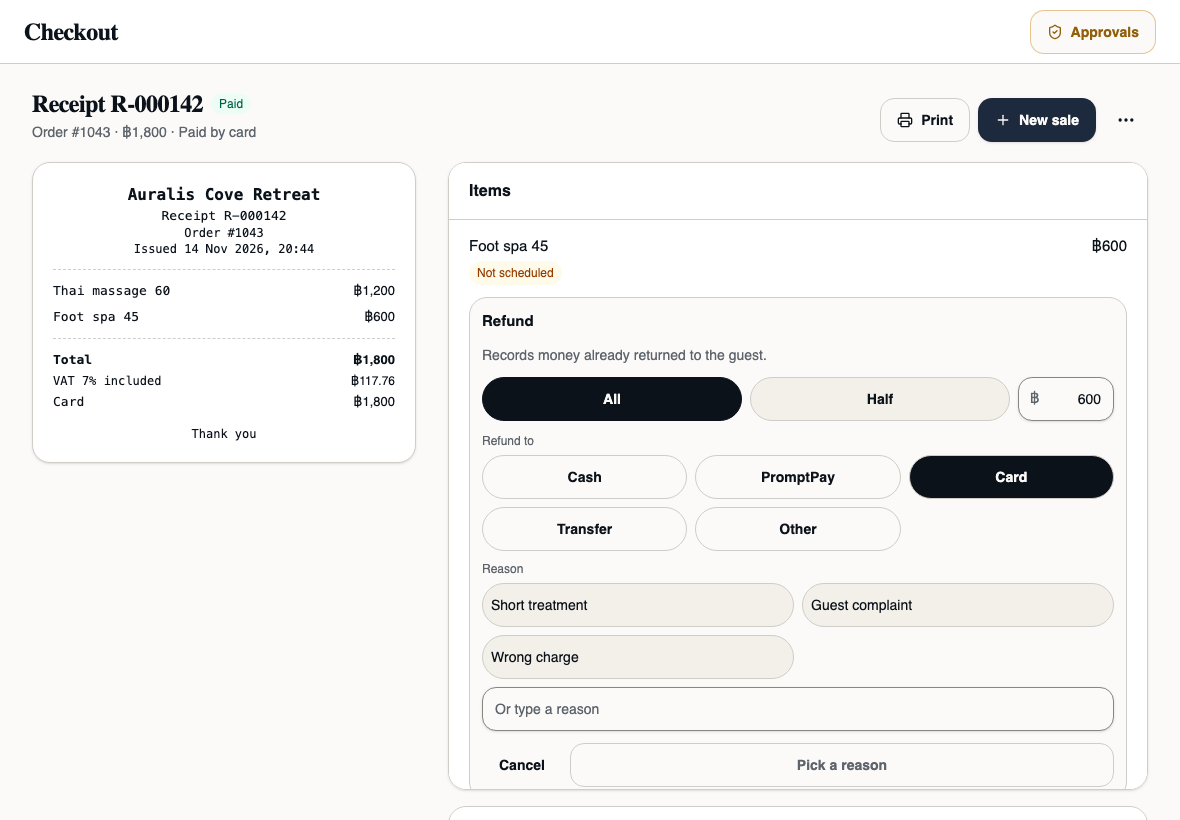 Checkout
Approvals
Receipt R-000142 Paid
Order #1043 · ฿1,800 · Paid by card
Print
New sale
Auralis Cove Retreat
Receipt R-000142
Order #1043
Issued 14 Nov 2026, 20:44
Thai massage 60 ฿1,200
Foot spa 45 ฿600
Total ฿1,800
VAT 7% included ฿117.76
Card ฿1,800
Thank you
Items
Foot spa 45 ฿600
Not scheduled
Refund
Records money already returned to the guest.
All Half ฿ 600
Refund to
Cash PromptPay Card
Transfer Other
Reason
Short treatment Guest complaint
Wrong charge
Or type a reason
Cancel Pick a reason